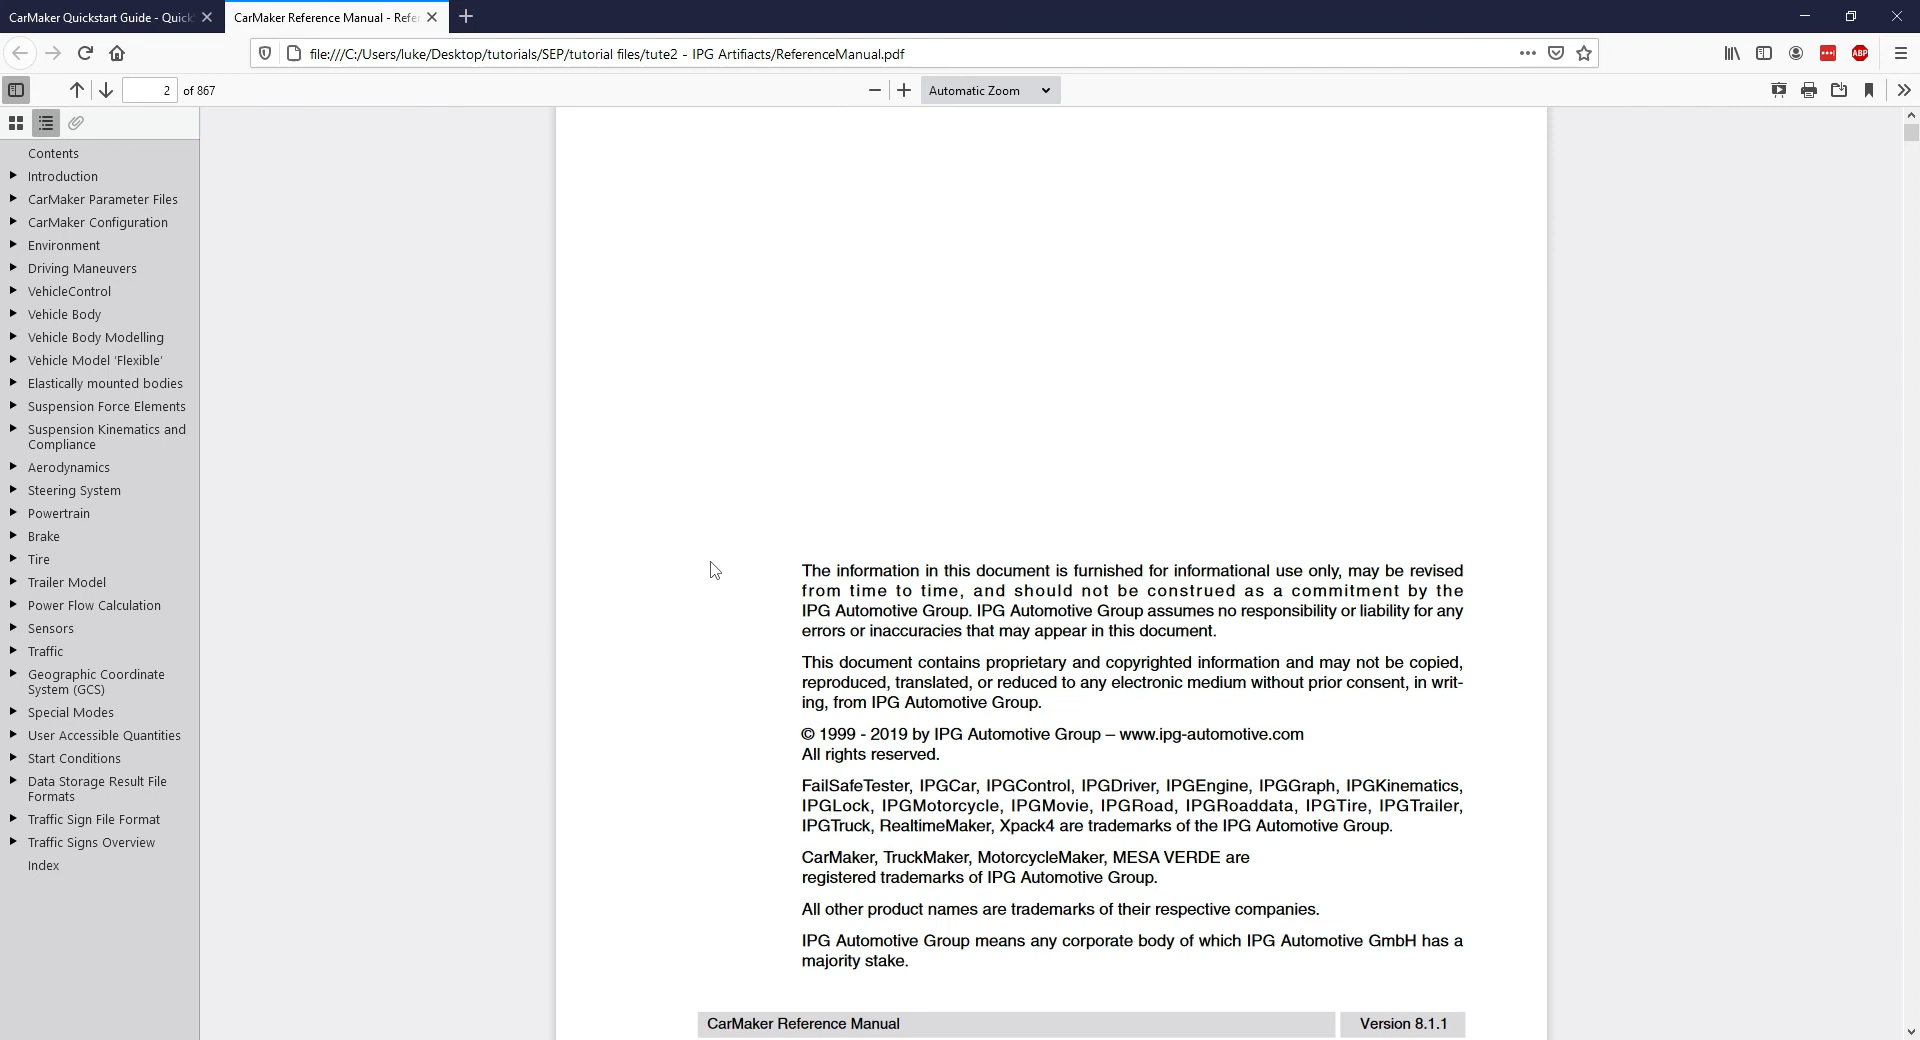 CarMaker Quickstart Guide - Quick
CarMaker Reference Manual - Refe
file:///C:/Users/luke/Desktop/tutorials/SEP/tutorial files/tute2 - IPG Artifiacts/ReferenceManual.pdf
ABP
2 of 867
Automatic Zoom
Contents
Introduction
CarMaker Parameter Files
CarMaker Configuration
Environment
Driving Maneuvers
VehicleControl
Vehicle Body
Vehicle Body Modelling
Vehicle Model 'Flexible'
Elastically mounted bodies
Suspension Force Elements
Suspension Kinematics and
Compliance
Aerodynamics
Steering System
Powertrain
Brake
Tire
Trailer Model
Power Flow Calculation
Sensors
Traffic
Geographic Coordinate
System (GCS)
Special Modes
User Accessible Quantities
Start Conditions
Data Storage Result File
Formats
Traffic Sign File Format
Traffic Signs Overview
Index
The information in this document is furnished for informational use only, may be revised
from time to time, and should not be construed as a commitment by the
IPG Automotive Group. IPG Automotive Group assumes no responsibility or liability for any
errors or inaccuracies that may appear in this document.
This document contains proprietary and copyrighted information and may not be copied,
reproduced, translated, or reduced to any electronic medium without prior consent, in writ-
ing, from IPG Automotive Group.
© 1999 - 2019 by IPG Automotive Group – www.ipg-automotive.com
All rights reserved.
FailSafeTester, IPGCar, IPGControl, IPGDriver, IPGEngine, IPGGraph, IPGKinematics,
IPGLock, IPGMotorcycle, IPGMovie, IPGRoad, IPGRoaddata, IPGTire, IPGTrailer,
IPGTruck, RealtimeMaker, Xpack4 are trademarks of the IPG Automotive Group.
CarMaker, TruckMaker, MotorcycleMaker, MESA VERDE are
registered trademarks of IPG Automotive Group.
All other product names are trademarks of their respective companies.
IPG Automotive Group means any corporate body of which IPG Automotive GmbH has a
majority stake.
CarMaker Reference Manual
Version 8.1.1